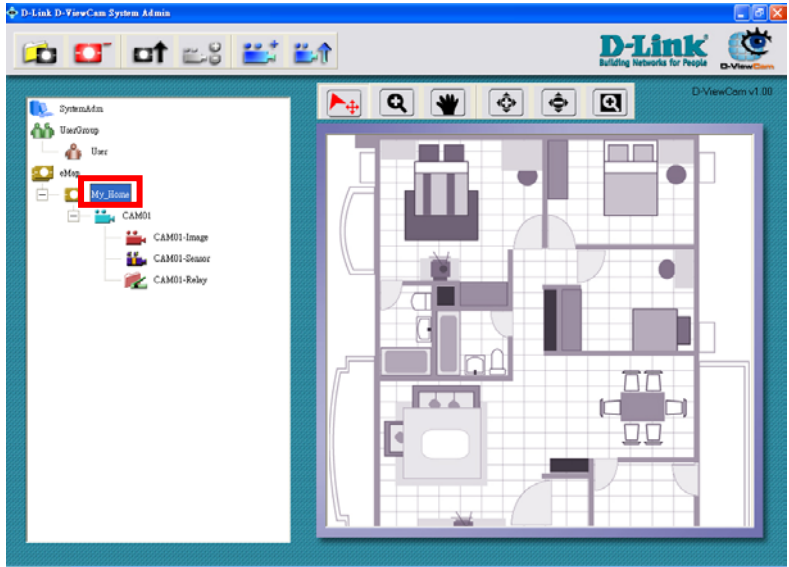 D-Link D-ViewCam System Admin
D-Link
Building Networks for People
D-ViewCam
D-ViewCam v1.00
SystemAdm
UserGroup
User
eMap
My_Home
CAM01
CAM01-Image
CAM01-Sensor
CAM01-Relay